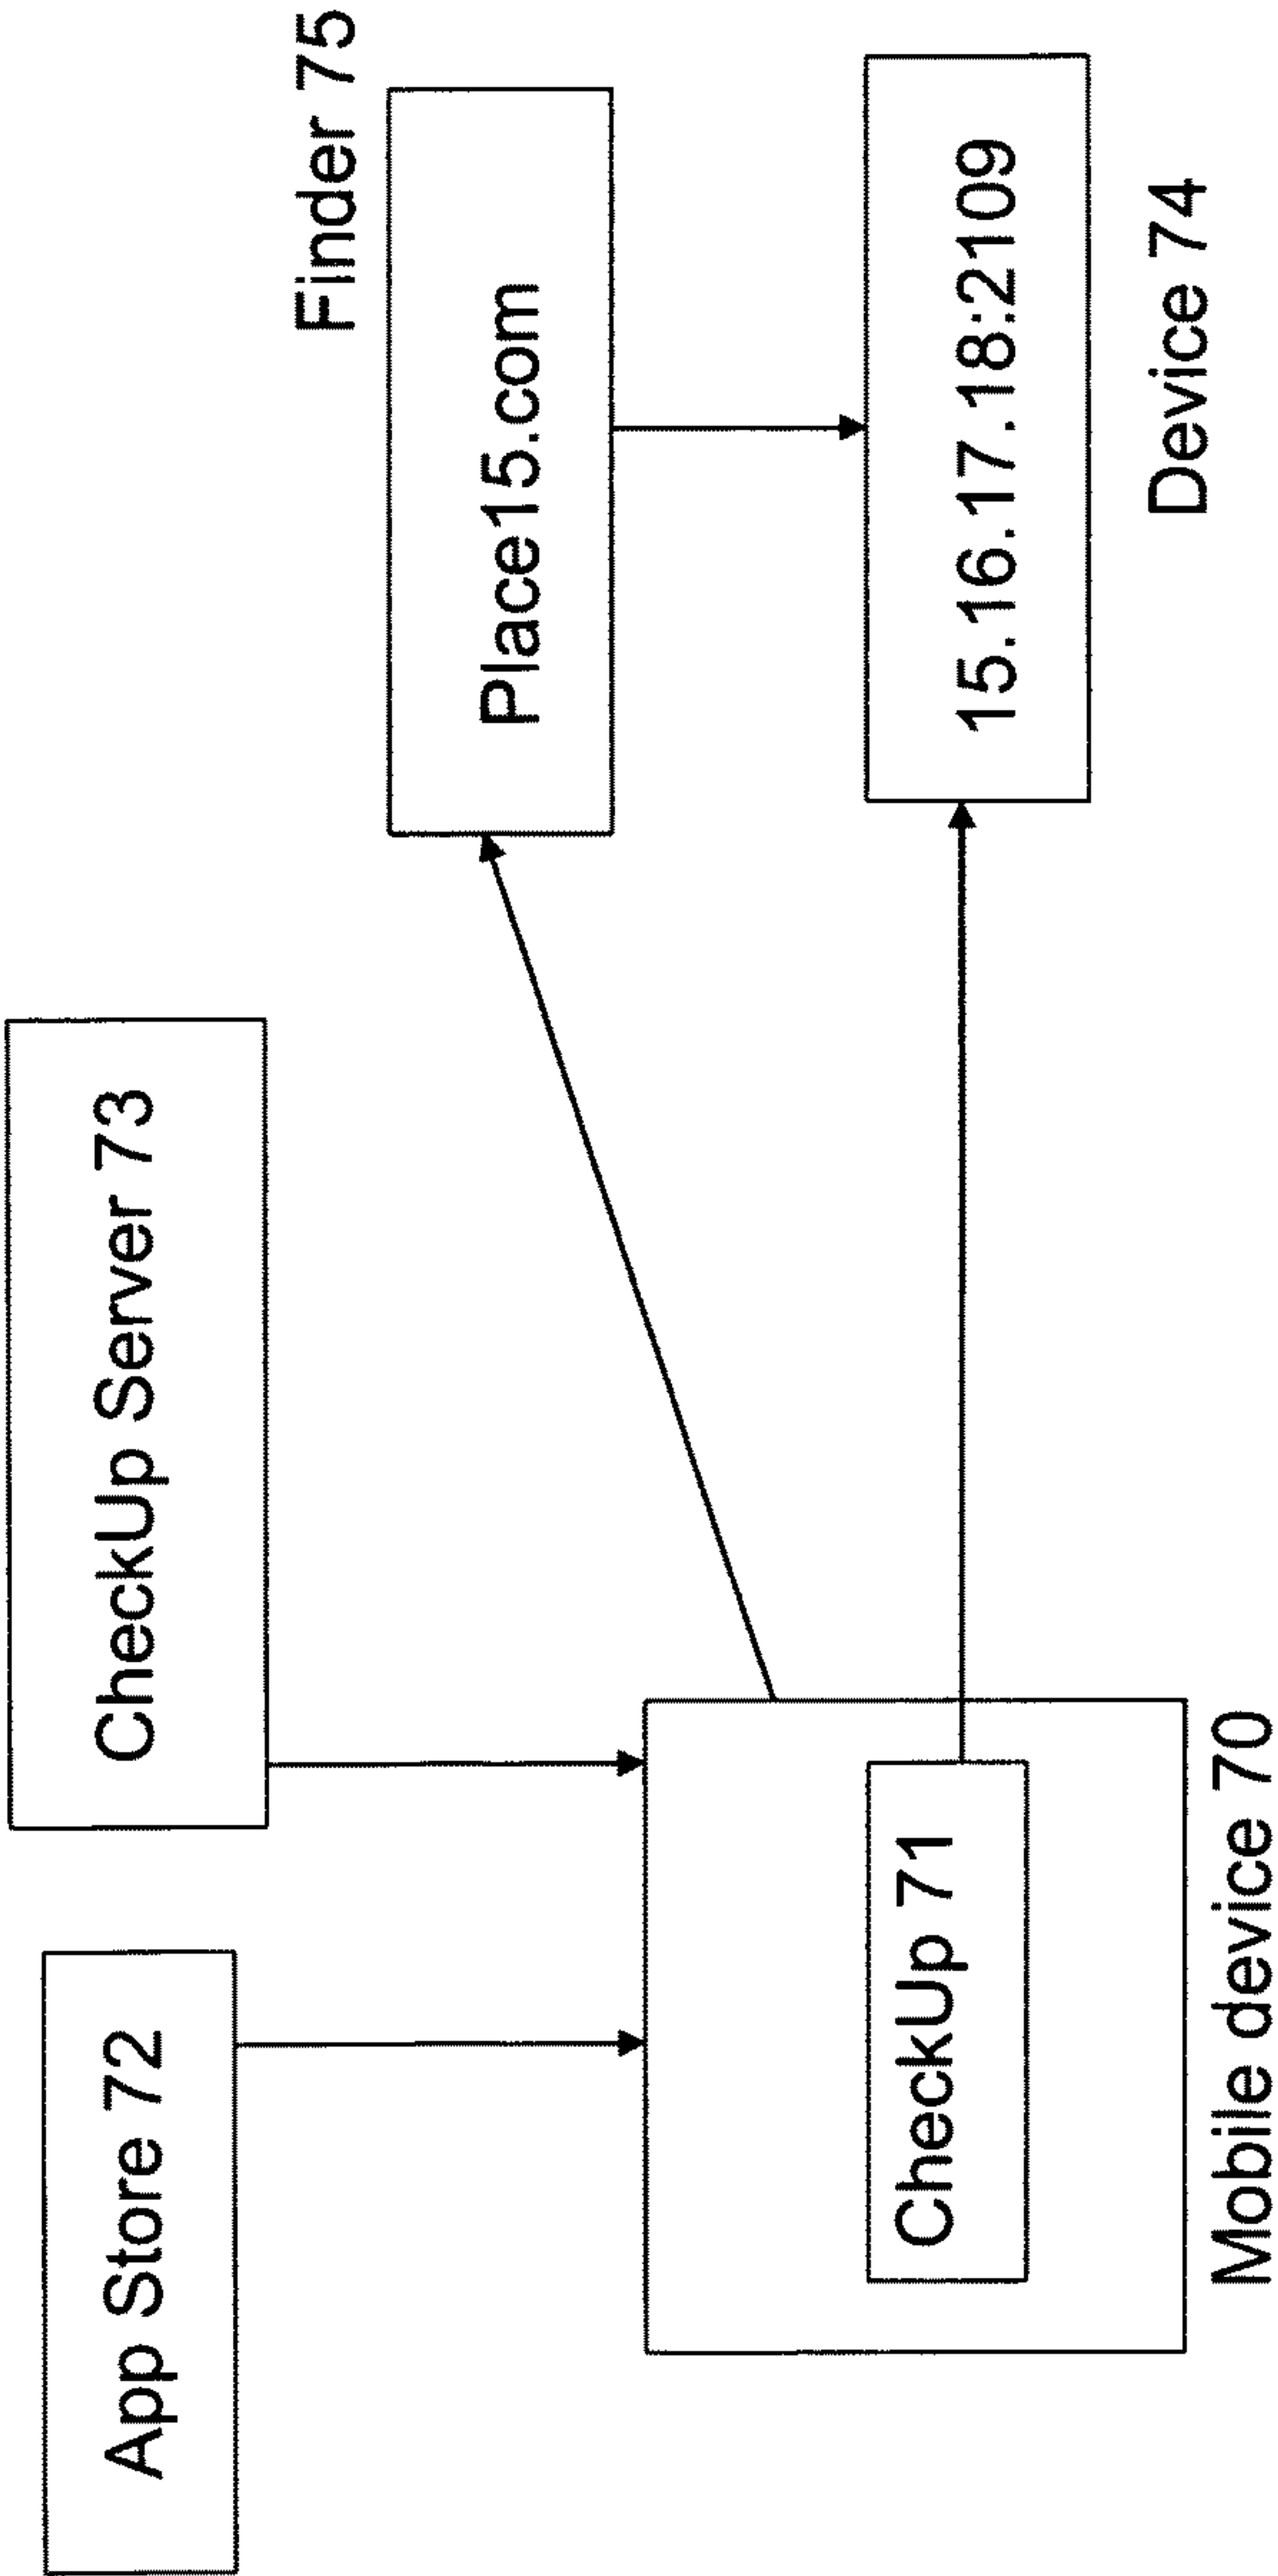 App Store 72
CheckUp Server 73
Finder 75
Place15.com
CheckUp 71
15.16.17.18:2109
Mobile device 70
Device 74